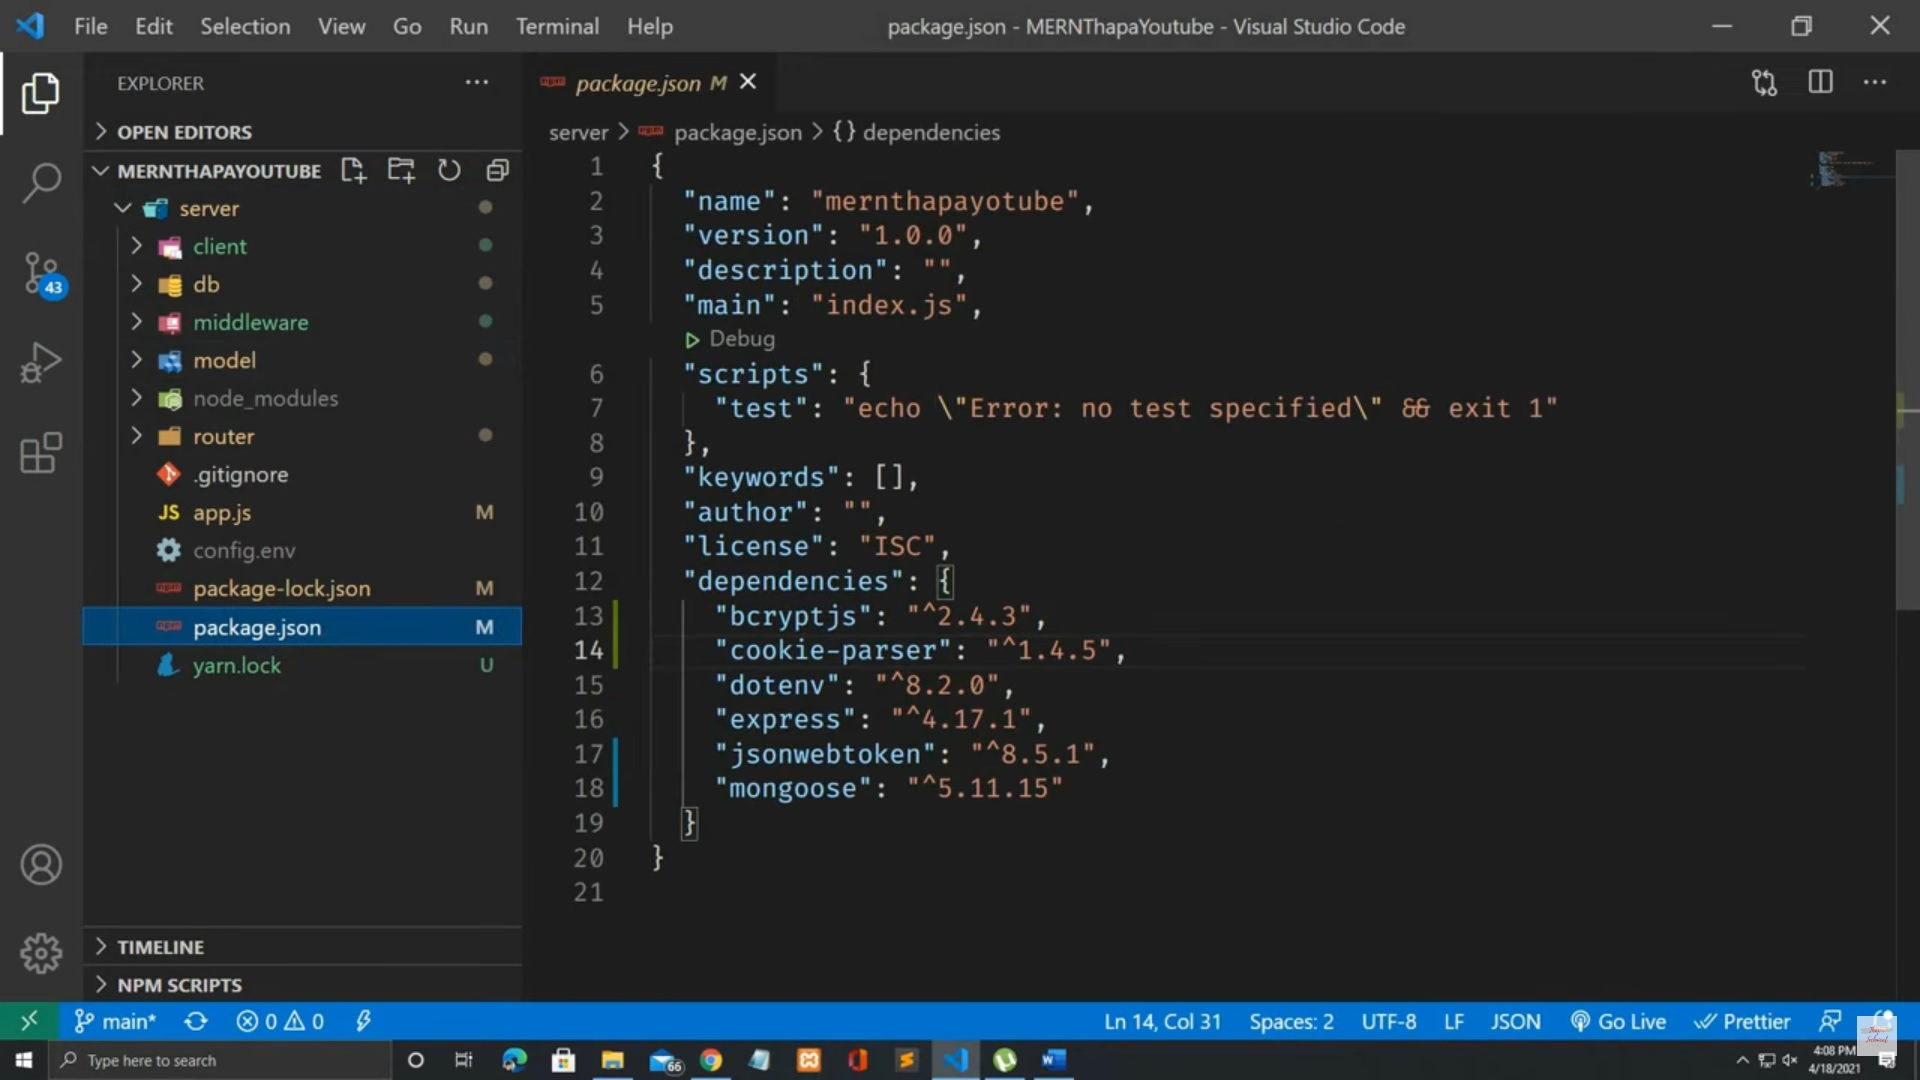 File Edit Selection View Go Run Terminal Help
package.json - MERNThapaYoutube - Visual Studio Code
EXPLORER
OPEN EDITORS
MERNTHAPAYOUTUBE
server
client
db
middleware
model
node_modules
router
.gitignore
JS app.js M
config.env
package-lock.json M
package.json M
yarn.lock U
TIMELINE
NPM SCRIPTS
43
package.json M
server > package.json > {} dependencies
1 {
2 "name": "mernthapayotube",
3 "version": "1.0.0",
4 "description": "",
5 "main": "index.js",
Debug
6 "scripts": {
7 "test": "echo \"Error: no test specified\" && exit 1"
8 },
9 "keywords": [],
10 "author": "",
11 "license": "ISC",
12 "dependencies": {
13 "bcryptjs": "^2.4.3",
14 "cookie-parser": "^1.4.5",
15 "dotenv": "^8.2.0",
16 "express": "^4.17.1",
17 "jsonwebtoken": "^8.5.1",
18 "mongoose": "^5.11.15"
19 }
20 }
21
main* 0 0 Ln 14, Col 31 Spaces: 2 UTF-8 LF JSON Go Live Prettier
Type here to search 66 4:08 PM
4/18/2021